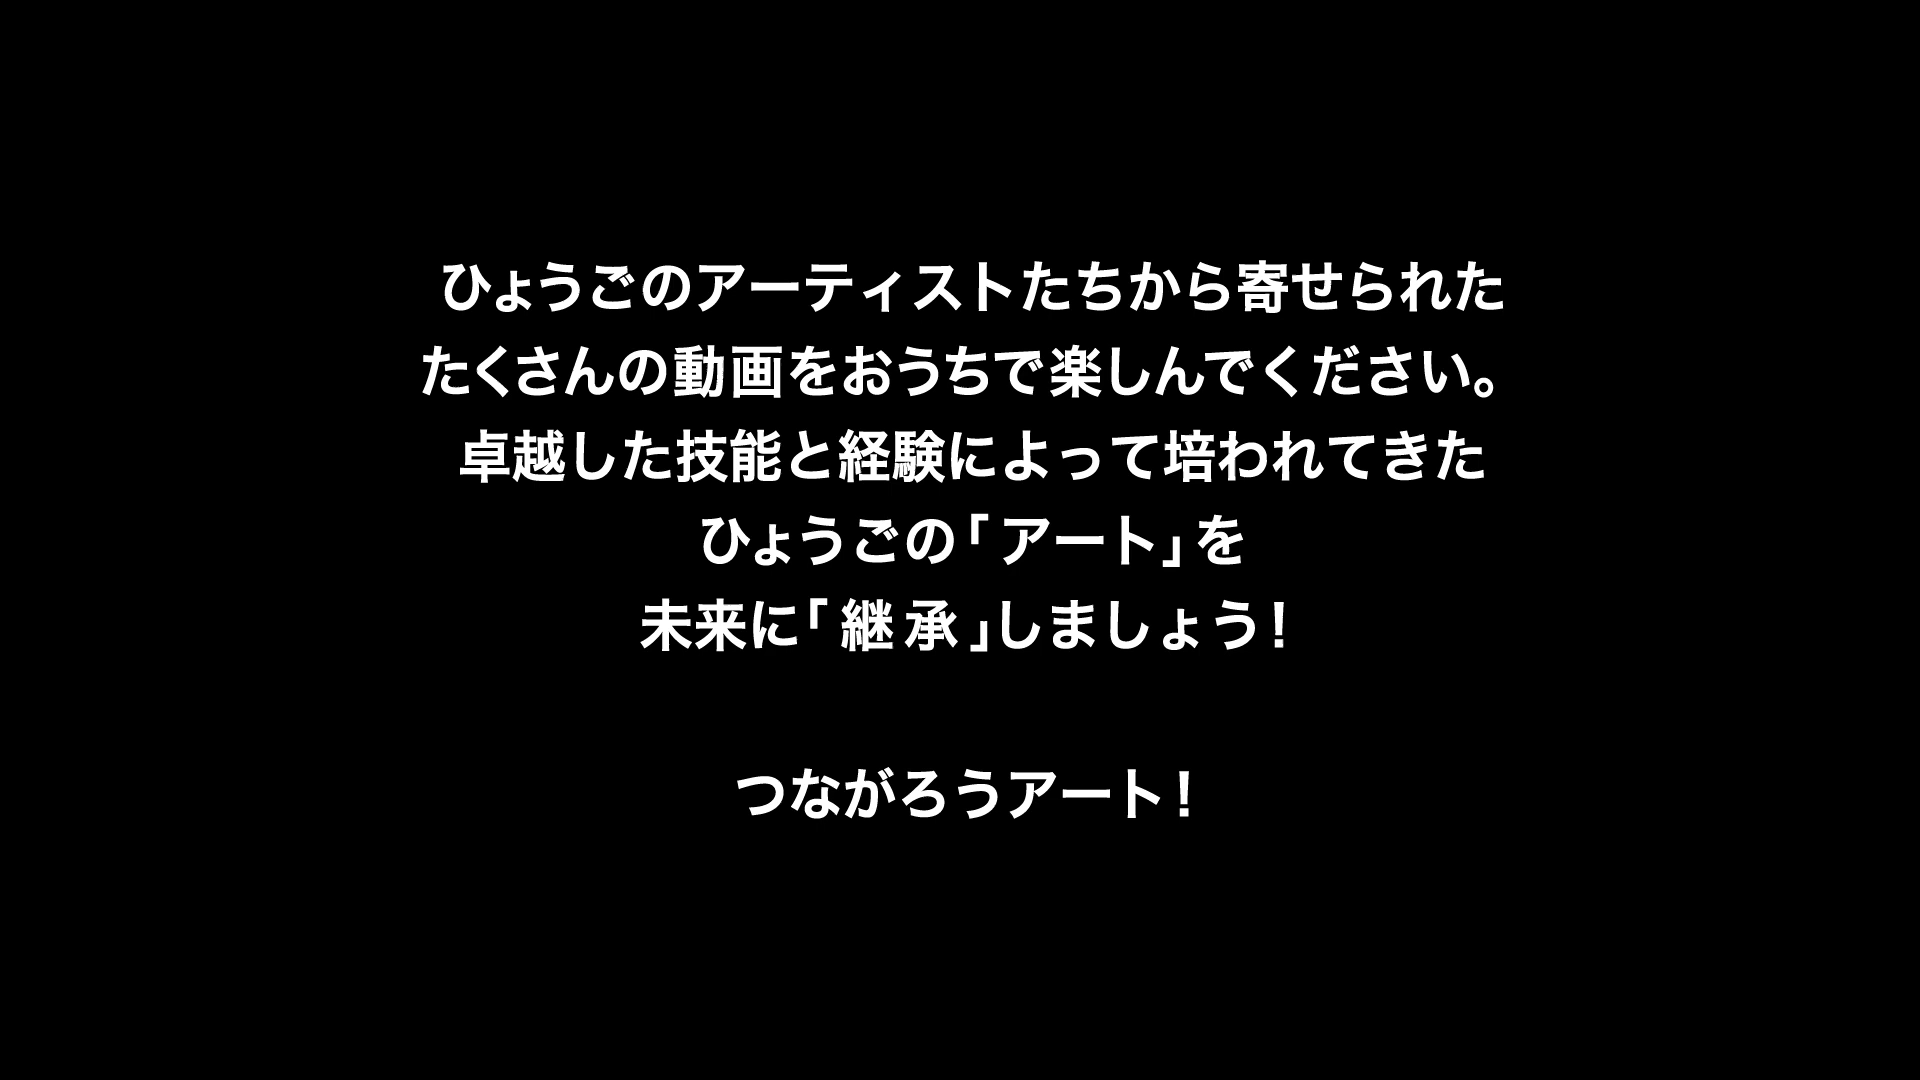 ひょうごのアーティストたちから寄せられた
たくさんの動画をおうちで楽しんでください。
卓越した技能と経験によって培われてきた
ひょうごの「アート」を
未来に「継承」しましょう！
つながろうアート！